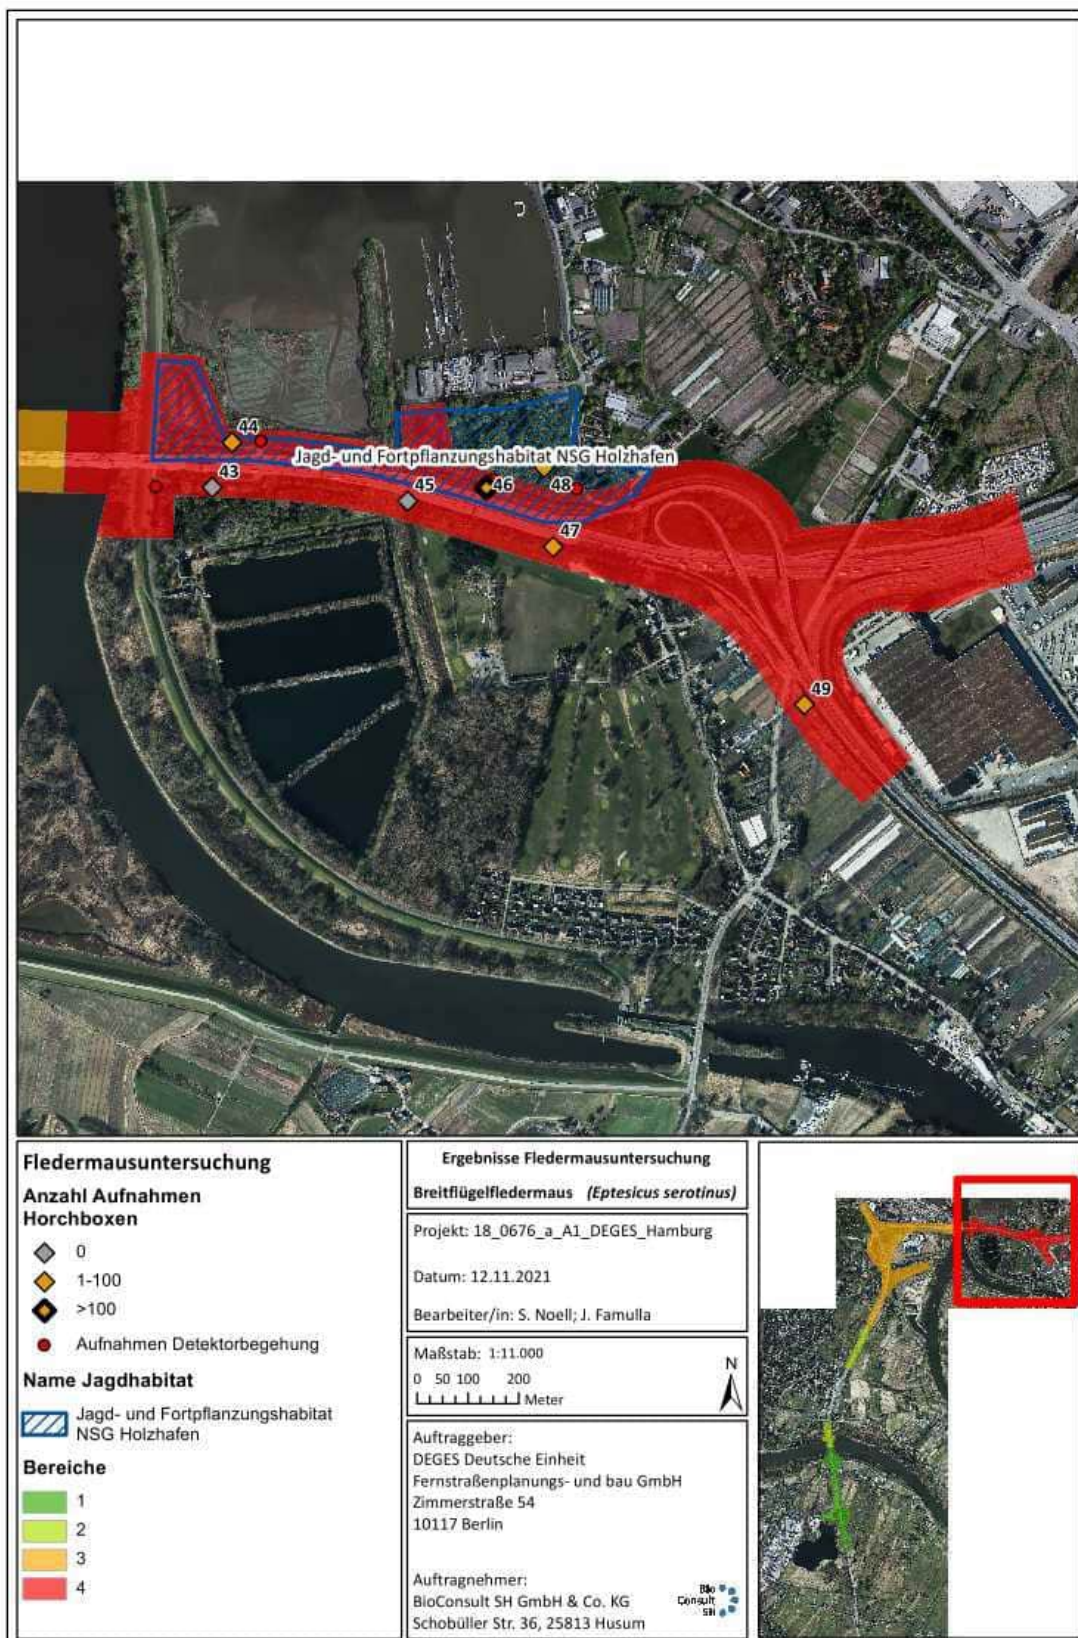 44
43
Jagd- und Fortpflanzungshabitat NSG Holzhafen
45
46
48
47
49
Fledermausuntersuchung
Anzahl Aufnahmen
Horchboxen
0
1-100
>100
Aufnahmen Detektorbegehung
Name Jagdhabitat
Jagd- und Fortpflanzungshabitat
NSG Holzhafen
Bereiche
1
2
3
4
Ergebnisse Fledermausuntersuchung
Breitflügelfledermaus (Eptesicus serotinus)
Projekt: 18_0676_a_A1_DEGES_Hamburg
Datum: 12.11.2021
Bearbeiter/in: S. Noell; J. Famulla
Maßstab: 1:11.000
0 50 100 200
Meter
N
Auftraggeber:
DEGES Deutsche Einheit
Fernstraßenplanungs- und bau GmbH
Zimmerstraße 54
10117 Berlin
Auftragnehmer:
BioConsult SH GmbH & Co. KG
Schobüller Str. 36, 25813 Husum
Bio
Consult
SH